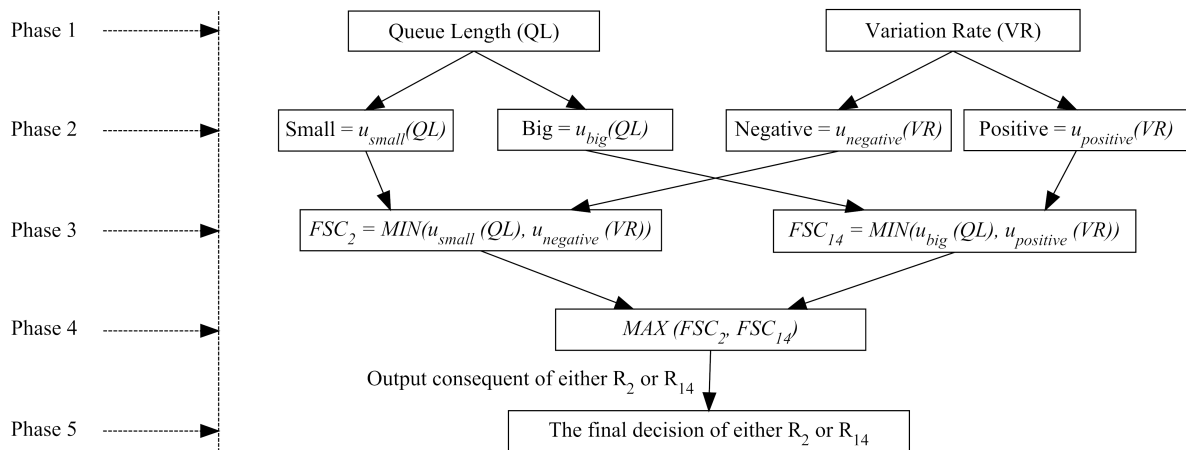 Phase 1
Queue Length (QL)
Variation Rate (VR)
Phase 2
Small = u_small(QL)
Big = u_big(QL)
Negative = u_negative(VR)
Positive = u_positive(VR)
Phase 3
FSC_2 = MIN(u_small (QL), u_negative (VR))
FSC_14 = MIN(u_big (QL), u_positive (VR))
Phase 4
MAX (FSC_2, FSC_14)
Output consequent of either R_2 or R_14
Phase 5
The final decision of either R_2 or R_14